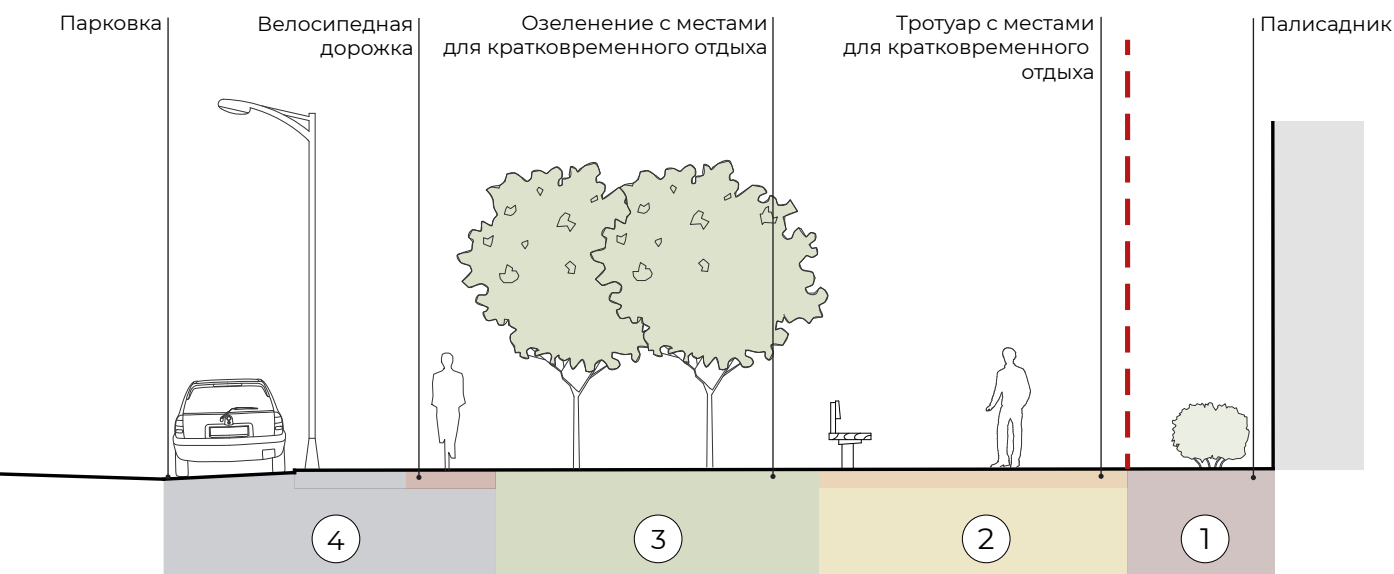 Парковка
Велосипедная
дорожка
Озеленение с местами
для кратковременного отдыха
Тротуар с местами
для кратковременного
отдыха
Палисадник
4
3
2
1